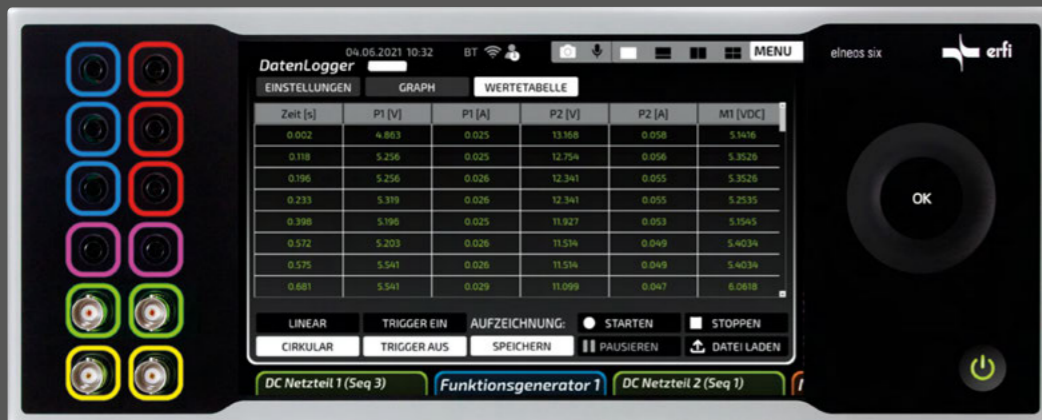 04.06.2021 10:32 BT MENU
DatenLogger
elneos six erfi
EINSTELLUNGEN GRAPH WERTETABELLE
Zeit [s] P1 [V] P1 [A] P2 [V] P2 [A] M1 [VDC]
0.002 4.863 0.025 13.168 0.058 5.1416
0.118 5.256 0.025 12.754 0.056 5.3526
0.196 5.256 0.026 12.341 0.055 5.3526
0.233 5.319 0.026 12.341 0.055 5.2535
0.398 5.196 0.025 11.927 0.053 5.1545
0.572 5.203 0.026 11.514 0.049 5.4034
0.575 5.541 0.026 11.514 0.049 5.4034
0.681 5.541 0.029 11.099 0.047 6.0618
OK
LINEAR TRIGGER EIN AUFZEICHNUNG: STARTEN STOPPEN
CIRKULAR TRIGGER AUS SPEICHERN PAUSIEREN DATEI LADEN
DC Netzteil 1 (Seq 3) Funktionsgenerator 1 DC Netzteil 2 (Seq 1)